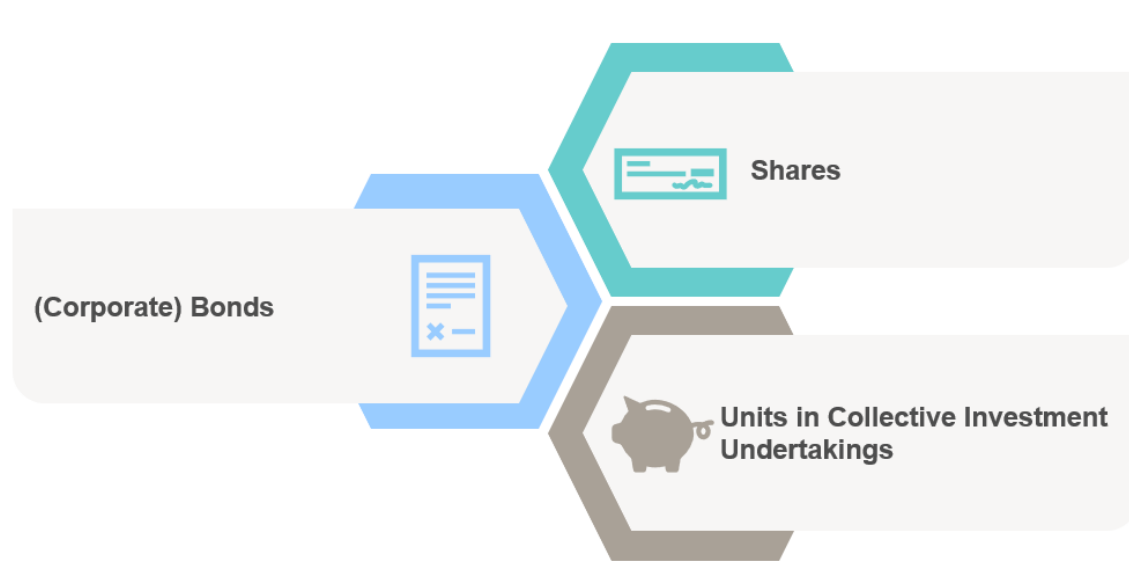 Shares
(Corporate) Bonds
Units in Collective Investment
Undertakings